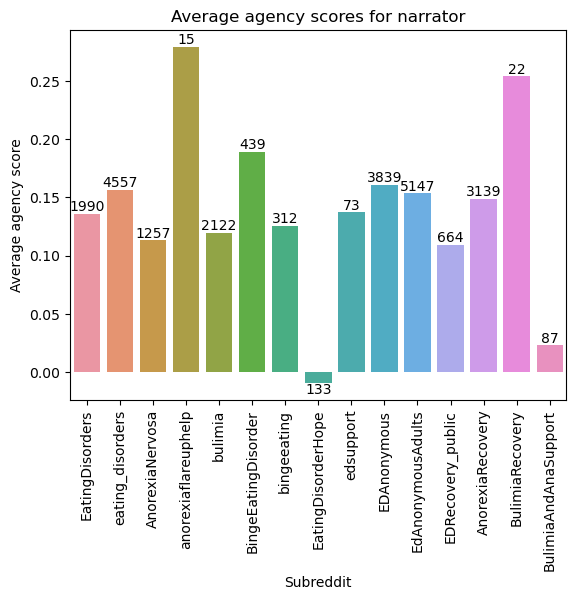 Average agency scores for narrator
Average agency score
0.25
0.20
0.15
0.10
0.05
0.00
1990
4557
1257
15
2122
439
312
133
73
3839
5147
664
3139
22
87
EatingDisorders
eating_disorders
AnorexiaNervosa
anorexiaflareuphelp
bulimia
BingeEatingDisorder
bingeeating
EatingDisorderHope
edsupport
EDAnonymous
EdAnonymousAdults
EDRecovery_public
AnorexiaRecovery
BulimiaRecovery
BulimiaAndAnaSupport
Subreddit